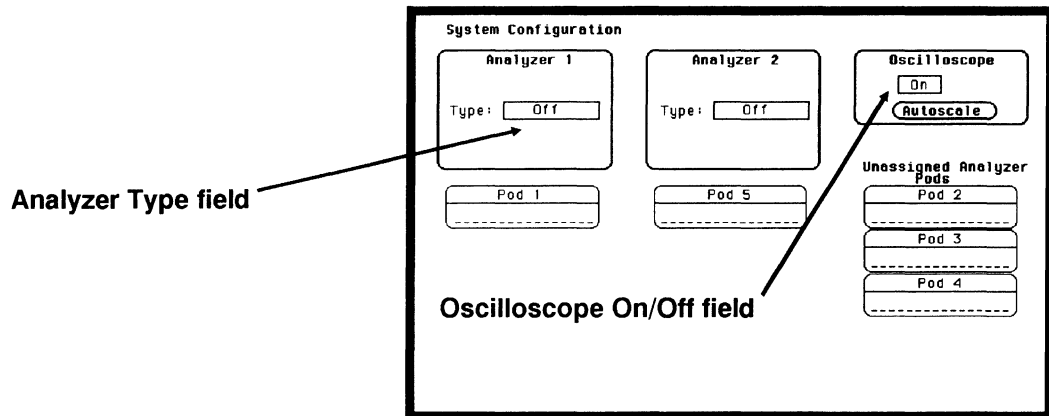 System Configuration
Analyzer 1
Type: Off
Analyzer 2
Type: Off
Oscilloscope
On
Autoscale
Unassigned Analyzer
Pods
Pod 1
Pod 5
Pod 2
Pod 3
Pod 4
Analyzer Type field
Oscilloscope On/Off field